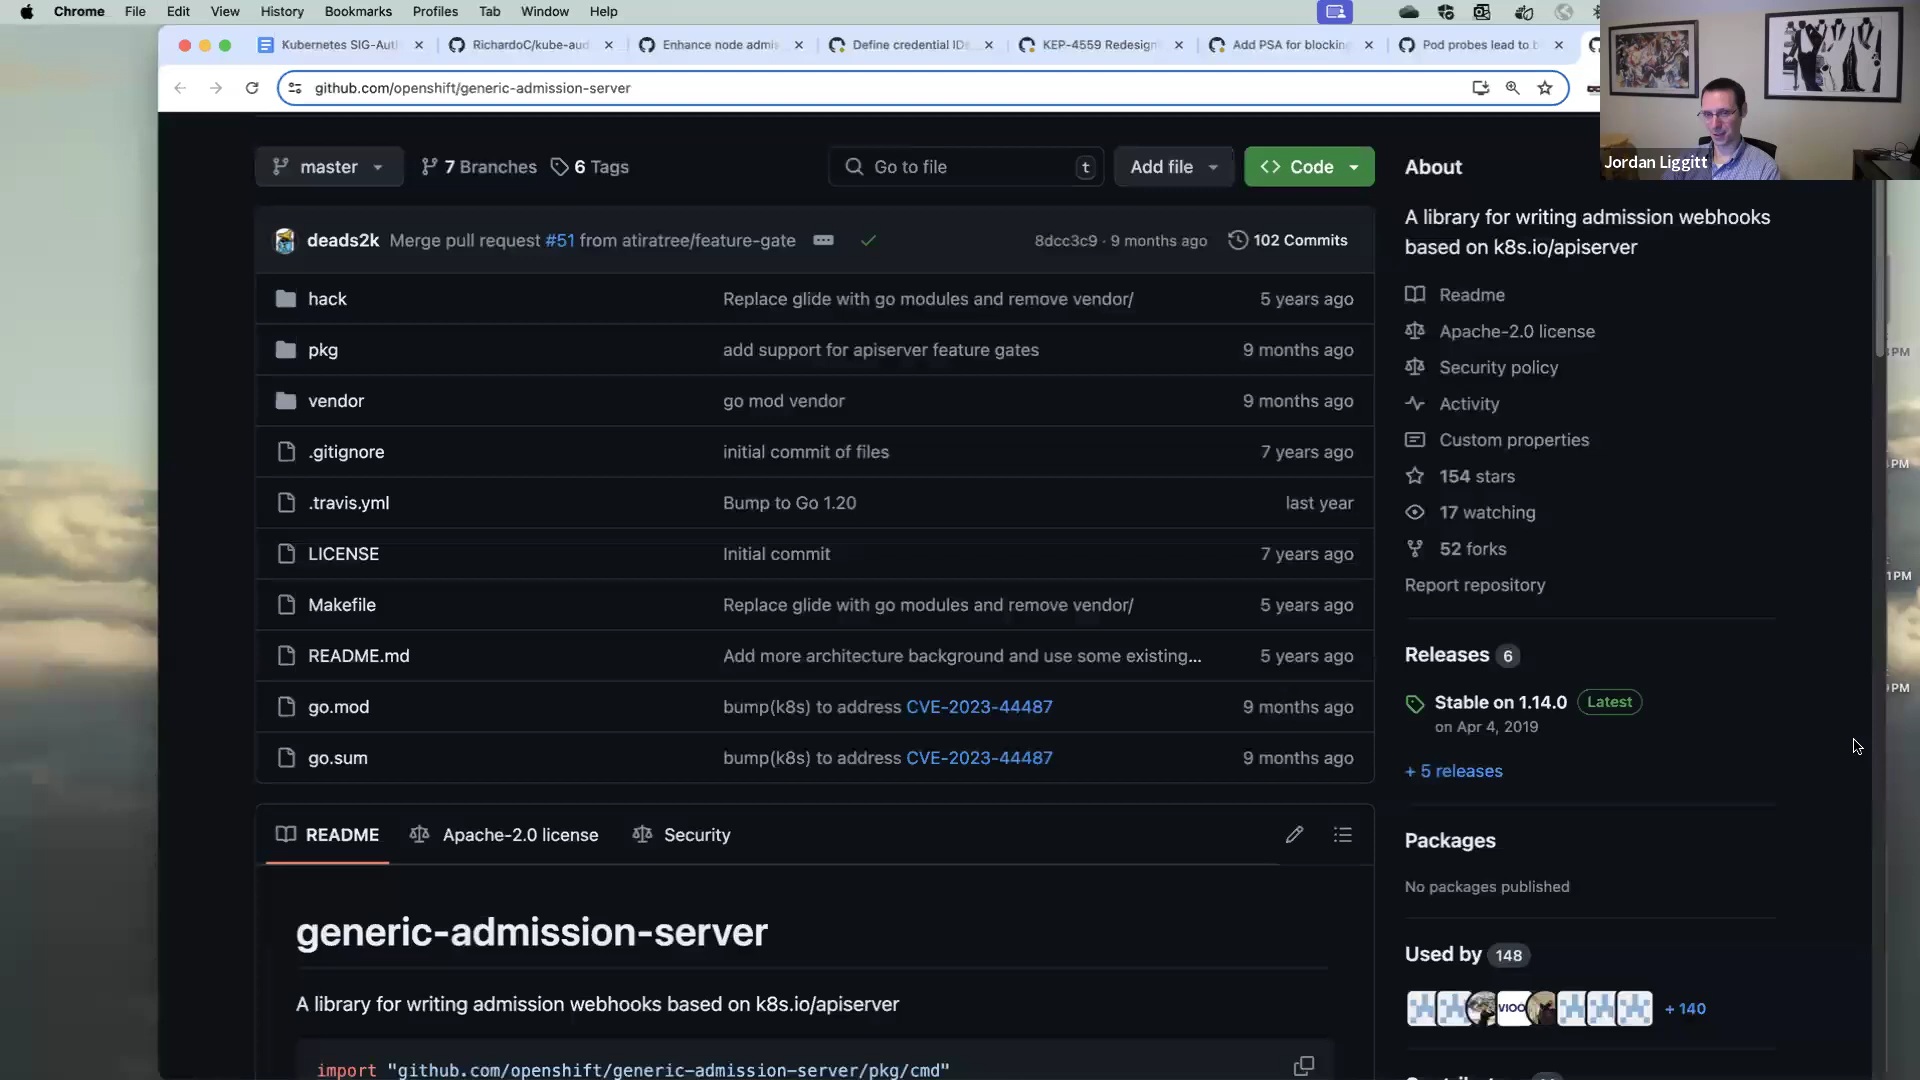 Chrome File Edit View History Bookmarks Profiles Tab Window Help
Kubernetes SIG-Aut RichardoC/kube-aud Enhance node admis Define credential IDs KEP-4559 Redesign Add PSA for blockin Pod probes lead to b
github.com/openshift/generic-admission-server
Jordan Liggitt
master 7 Branches 6 Tags Go to file t Add file Code
deads2k Merge pull request #51 from atiratree/feature-gate 8dcc3c9 · 9 months ago 102 Commits
hack Replace glide with go modules and remove vendor/ 5 years ago
pkg add support for apiserver feature gates 9 months ago
vendor go mod vendor 9 months ago
.gitignore initial commit of files 7 years ago
.travis.yml Bump to Go 1.20 last year
LICENSE Initial commit 7 years ago
Makefile Replace glide with go modules and remove vendor/ 5 years ago
README.md Add more architecture background and use some existing... 5 years ago
go.mod bump(k8s) to address CVE-2023-44487 9 months ago
go.sum bump(k8s) to address CVE-2023-44487 9 months ago
README Apache-2.0 license Security
generic-admission-server
A library for writing admission webhooks based on k8s.io/apiserver
import "github.com/openshift/generic-admission-server/pkg/cmd"
About
A library for writing admission webhooks
based on k8s.io/apiserver
Readme
Apache-2.0 license
Security policy
Activity
Custom properties
154 stars
17 watching
52 forks
Report repository
Releases 6
Stable on 1.14.0 Latest
on Apr 4, 2019
+ 5 releases
Packages
No packages published
Used by 148
VIOO
+ 140
PM
PM
1PM
PM